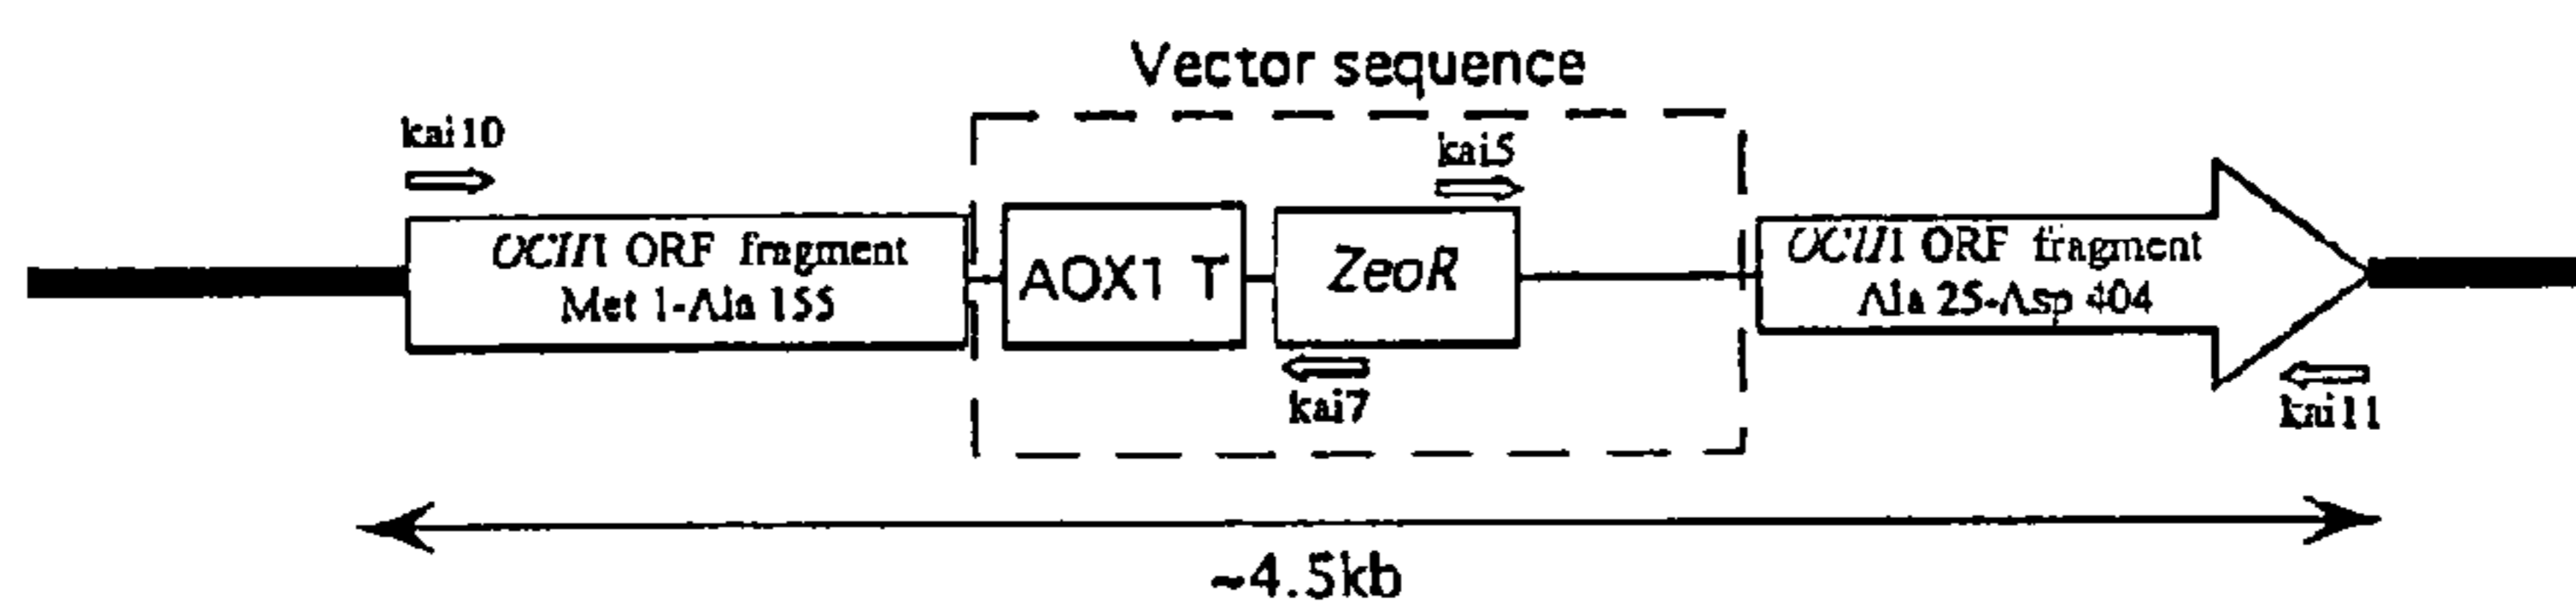 Vector sequence
kai10
kai5
OCH1 ORF fragment
Met 1-Ala 155
AOX1 T
ZeoR
OCH1 ORF fragment
Ala 25-Asp 404
kai7
kai11
~4.5kb